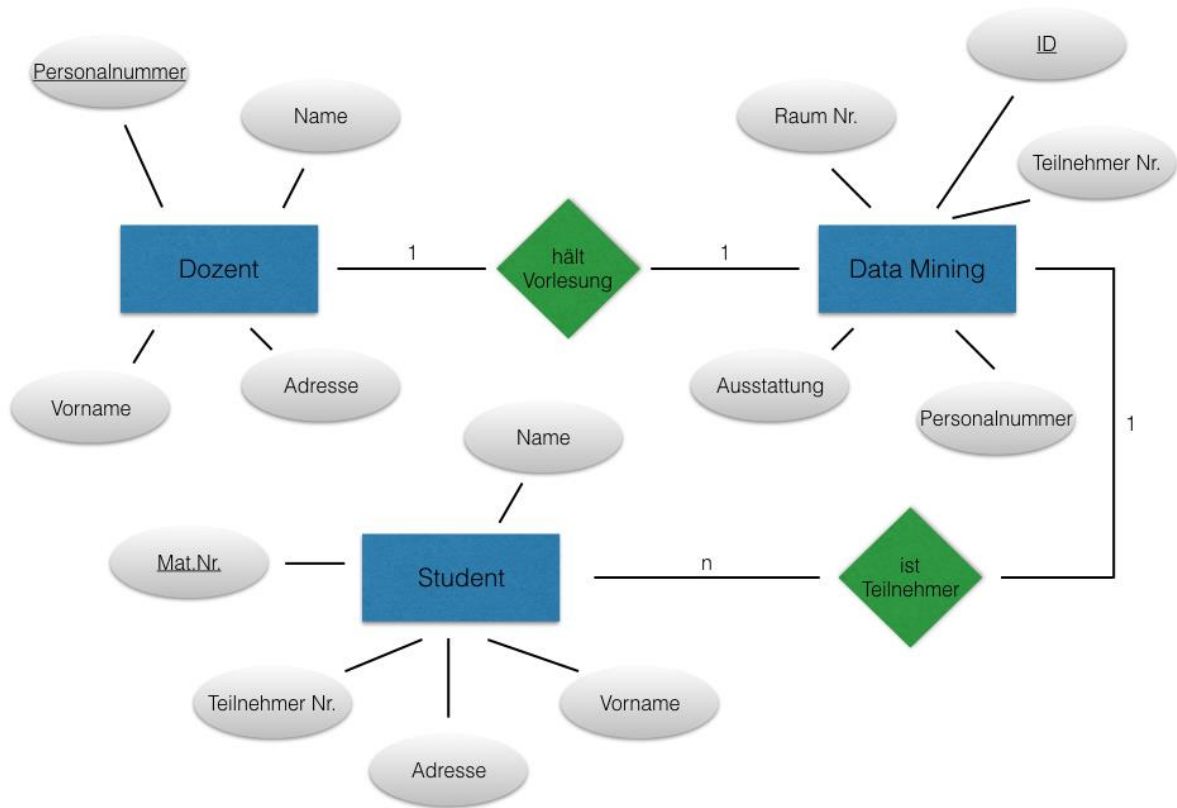 ID
Personalnummer
Name
Raum Nr.
Teilnehmer Nr.
Dozent
1
hält
Vorlesung
1
Data Mining
Vorname
Adresse
Ausstattung
Personalnummer
1
Name
Mat.Nr.
Student
n
ist
Teilnehmer
Teilnehmer Nr.
Vorname
Adresse